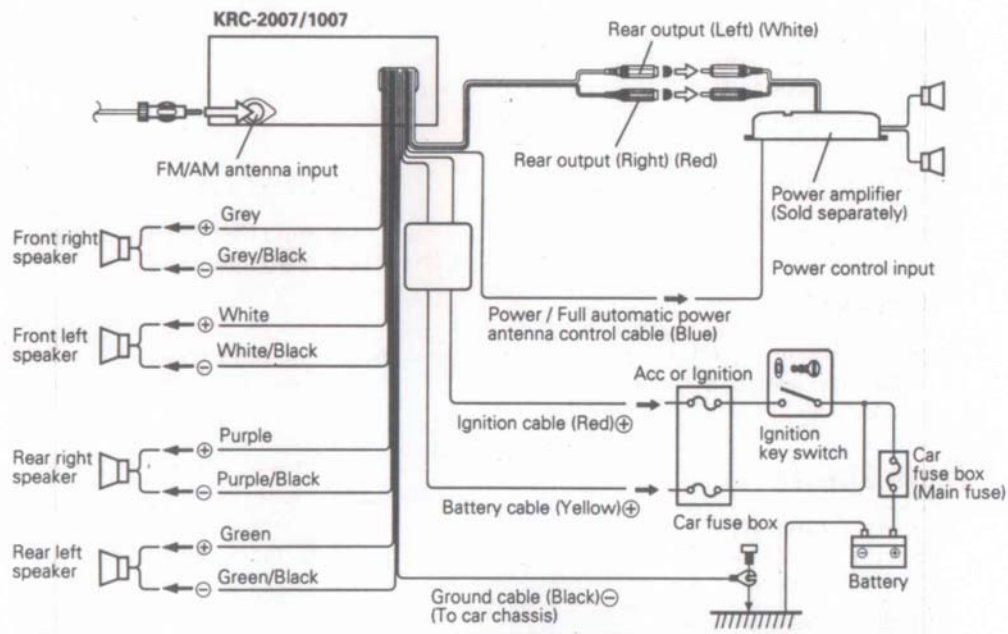 KRC-2007/1007
Rear output (Left) (White)
FM/AM antenna input
Rear output (Right) (Red)
Power amplifier
(Sold separately)
Power control input
Front right
speaker
⊕ Grey
⊖ Grey/Black
Front left
speaker
⊕ White
⊖ White/Black
Power / Full automatic power
antenna control cable (Blue)
Acc or Ignition
Ignition cable (Red)⊕
Ignition
key switch
Rear right
speaker
⊕ Purple
⊖ Purple/Black
Battery cable (Yellow)⊕
Car fuse box
Car
fuse box
(Main fuse)
Rear left
speaker
⊕ Green
⊖ Green/Black
Ground cable (Black)⊖
(To car chassis)
⊖ ⊕
Battery